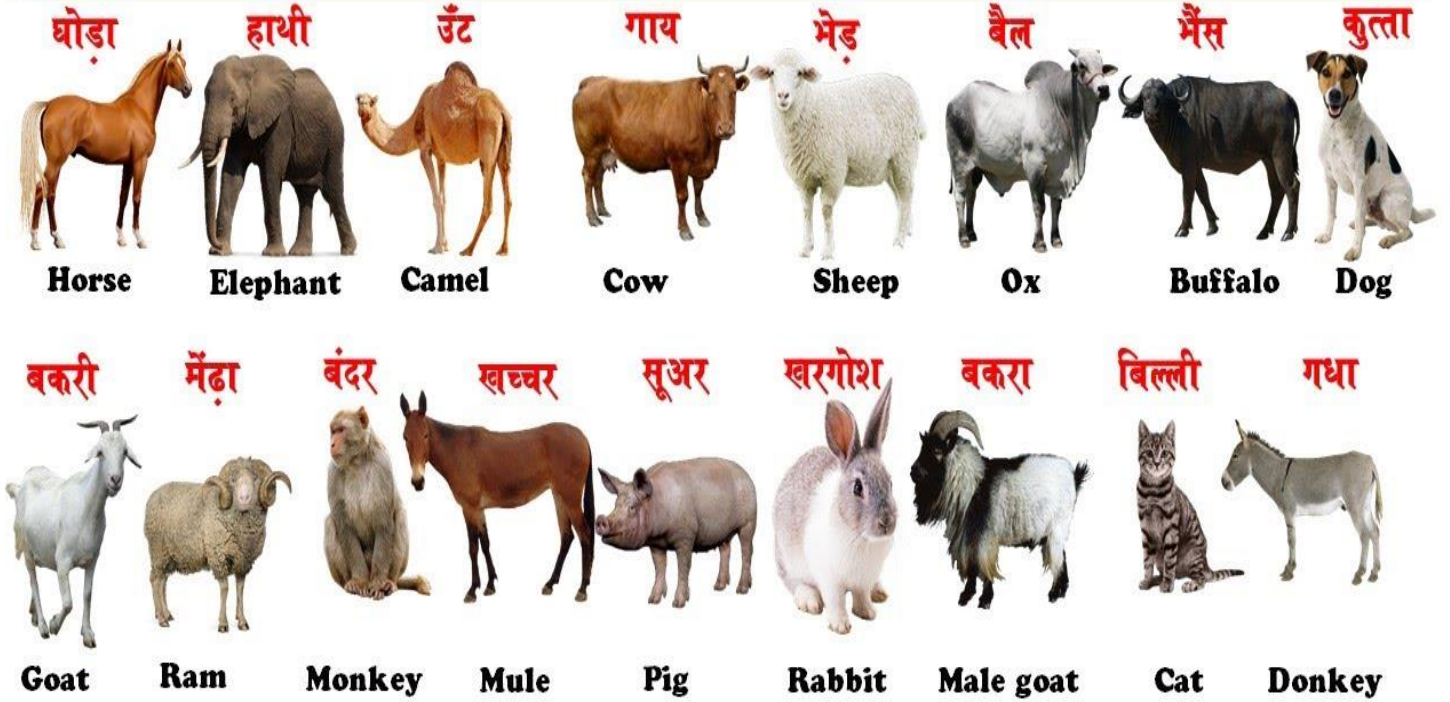 घोड़ा हाथी उँट गाय भेड़ बैल भैंस कुत्ता
Horse Elephant Camel Cow Sheep Ox Buffalo Dog
बकरी मेंढ़ा बंदर खच्चर सूअर खरगोश बकरा बिल्ली गधा
Goat Ram Monkey Mule Pig Rabbit Male goat Cat Donkey